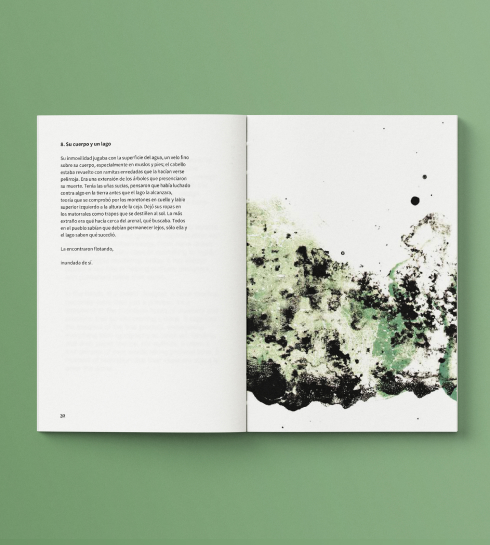 8. Su cuerpo y un lago
Su inmovilidad jugaba con la superficie del agua, un velo fino
sobre su cuerpo, especialmente en muslos y pies; el cabello
estaba revuelto con ramitas enredadas que la hacían verse
pelirroja. Era una extensión de los árboles que presenciaron
su muerte. Tenía las uñas sucias, pensaron que había luchado
contra algo en la tierra antes que el lago la alcanzara,
teoría que se comprobó por los moretones en cuello y labio
superior izquierdo a la altura de la ceja. Dejó sus ropas en
los matorrales como trapos que se destiñen al sol. Lo más
extraño era qué hacía cerca del arenal, qué buscaba. Todos
en el pueblo sabían que debían permanecer lejos, sólo ella y
el lago saben qué sucedió.
La encontraron flotando,
inundada de sí.